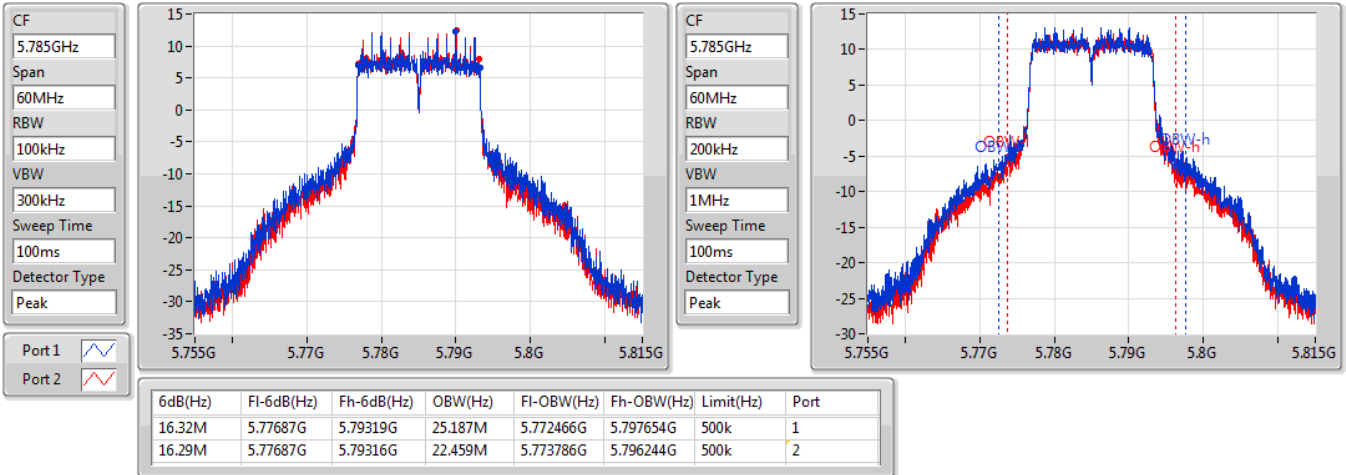 CF
5.785GHz
Span
60MHz
RBW
100kHz
VBW
300kHz
Sweep Time
100ms
Detector Type
Peak
Port 1
Port 2
15
10
5
0
-5
-10
-15
-20
-25
-30
-35
5.755G 5.77G 5.78G 5.79G 5.8G 5.815G
CF
5.785GHz
Span
60MHz
RBW
200kHz
VBW
1MHz
Sweep Time
100ms
Detector Type
Peak
15
10
5
0
-5
-10
-15
-20
-25
-30
OBW-h
OBW-h
5.755G 5.77G 5.78G 5.79G 5.8G 5.815G
6dB(Hz) Fl-6dB(Hz) Fh-6dB(Hz) OBW(Hz) Fl-OBW(Hz) Fh-OBW(Hz) Limit(Hz) Port
16.32M 5.77687G 5.79319G 25.187M 5.772466G 5.797654G 500k 1
16.29M 5.77687G 5.79316G 22.459M 5.773786G 5.796244G 500k 2